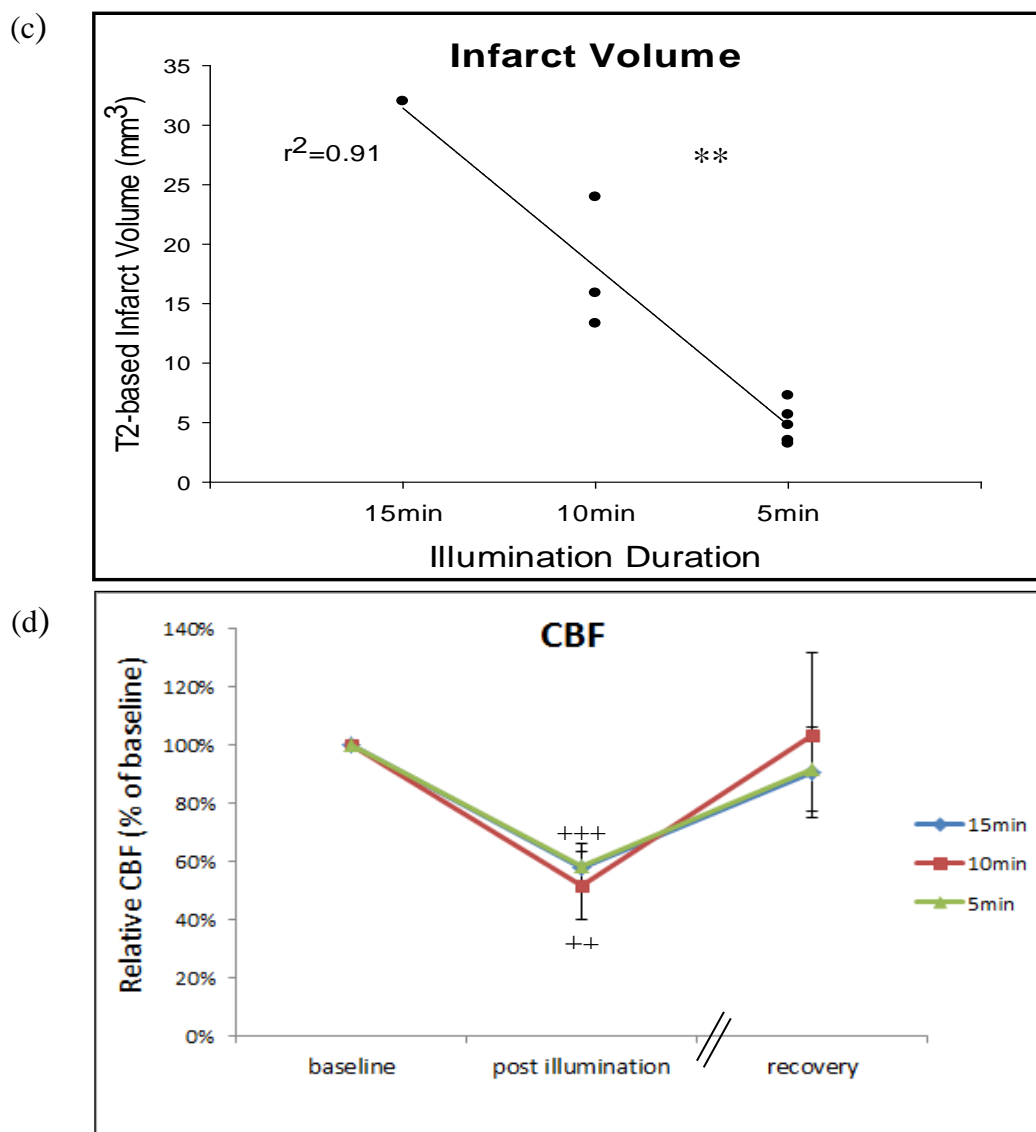 (c)
Infarct Volume
T2-based Infarct Volume (mm³)
35
30
25
20
15
10
5
0
r²=0.91
**
15min
10min
5min
Illumination Duration
(d)
CBF
Relative CBF (% of baseline)
140%
120%
100%
80%
60%
40%
20%
0%
+++
++
baseline
post illumination
//
recovery
15min
10min
5min